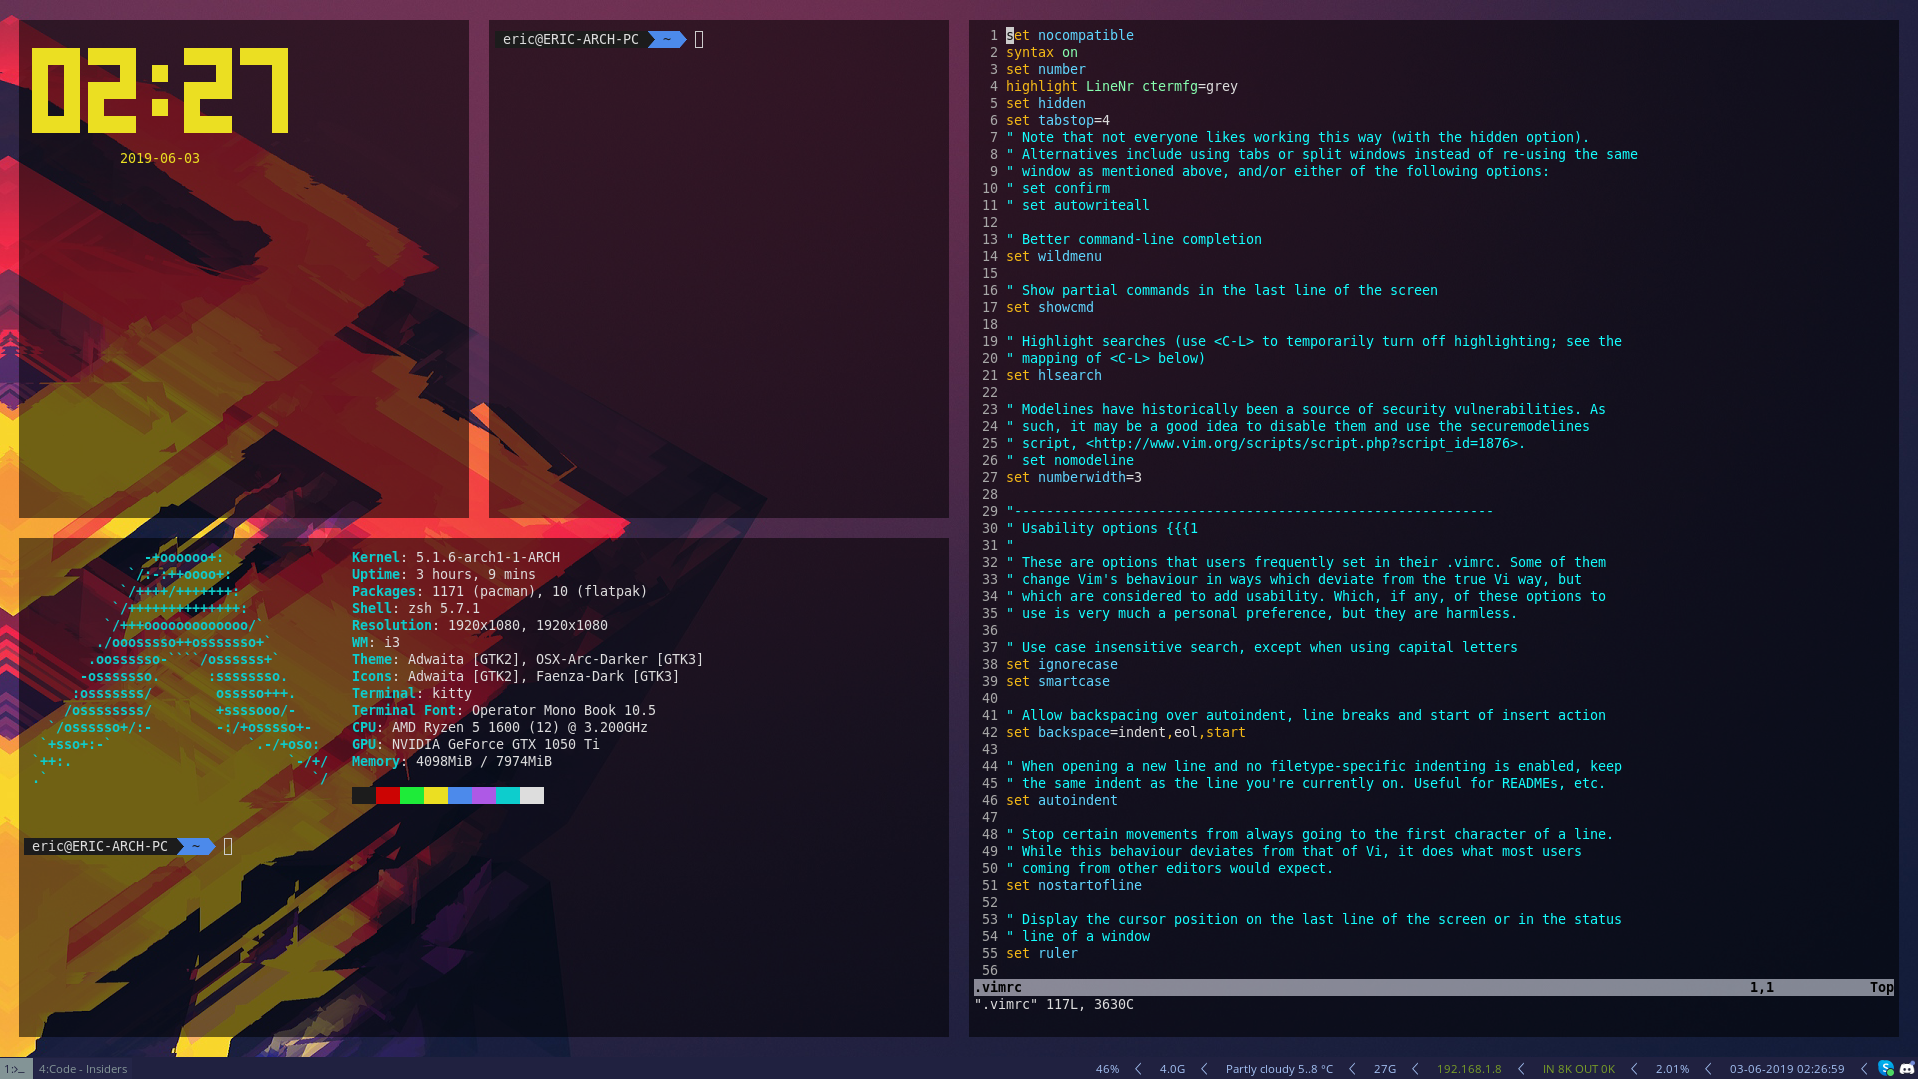 02:27
2019-06-03
eric@ERIC-ARCH-PC ~
-+oooooo+:
`/:-:++oooo+:
`/++++/+++++++:
`/++++++++++++++:
`/+++ooooooooooooo/`
./ooosssso++osssssso+`
.oossssso-````/ossssss+`
-osssssso. :ssssssso.
:osssssss/ osssso+++.
/ossssssss/ +ssssooo/-
`/ossssso+/:- -:/+osssso+-
`+sso+:-` `.-/+oso:
`++:. `-/+/
.` `/
Kernel: 5.1.6-arch1-1-ARCH
Uptime: 3 hours, 9 mins
Packages: 1171 (pacman), 10 (flatpak)
Shell: zsh 5.7.1
Resolution: 1920x1080, 1920x1080
WM: i3
Theme: Adwaita [GTK2], OSX-Arc-Darker [GTK3]
Icons: Adwaita [GTK2], Faenza-Dark [GTK3]
Terminal: kitty
Terminal Font: Operator Mono Book 10.5
CPU: AMD Ryzen 5 1600 (12) @ 3.200GHz
GPU: NVIDIA GeForce GTX 1050 Ti
Memory: 4098MiB / 7974MiB
eric@ERIC-ARCH-PC ~
1 set nocompatible
2 syntax on
3 set number
4 highlight LineNr ctermfg=grey
5 set hidden
6 set tabstop=4
7 " Note that not everyone likes working this way (with the hidden option).
8 " Alternatives include using tabs or split windows instead of re-using the same
9 " window as mentioned above, and/or either of the following options:
10 " set confirm
11 " set autowriteall
12
13 " Better command-line completion
14 set wildmenu
15
16 " Show partial commands in the last line of the screen
17 set showcmd
18
19 " Highlight searches (use <C-L> to temporarily turn off highlighting; see the
20 " mapping of <C-L> below)
21 set hlsearch
22
23 " Modelines have historically been a source of security vulnerabilities. As
24 " such, it may be a good idea to disable them and use the securemodelines
25 " script, <http://www.vim.org/scripts/script.php?script_id=1876>.
26 " set nomodeline
27 set numberwidth=3
28
29 "------------------------------------------------------------
30 " Usability options {{{1
31 "
32 " These are options that users frequently set in their .vimrc. Some of them
33 " change Vim's behaviour in ways which deviate from the true Vi way, but
34 " which are considered to add usability. Which, if any, of these options to
35 " use is very much a personal preference, but they are harmless.
36
37 " Use case insensitive search, except when using capital letters
38 set ignorecase
39 set smartcase
40
41 " Allow backspacing over autoindent, line breaks and start of insert action
42 set backspace=indent,eol,start
43
44 " When opening a new line and no filetype-specific indenting is enabled, keep
45 " the same indent as the line you're currently on. Useful for READMEs, etc.
46 set autoindent
47
48 " Stop certain movements from always going to the first character of a line.
49 " While this behaviour deviates from that of Vi, it does what most users
50 " coming from other editors would expect.
51 set nostartofline
52
53 " Display the cursor position on the last line of the screen or in the status
54 " line of a window
55 set ruler
56
.vimrc 1,1 Top
".vimrc" 117L, 3630C
1:>_ 4:Code - Insiders 46% 4.0G Partly cloudy 5..8 °C 27G 192.168.1.8 IN 8K OUT 0K 2.01% 03-06-2019 02:26:59